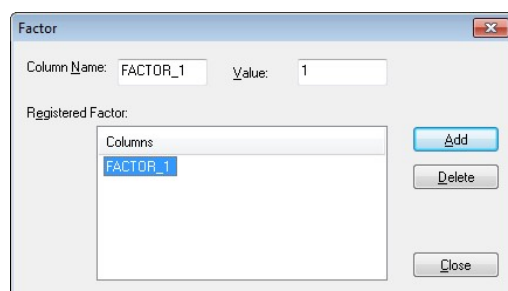 Factor
Column Name: FACTOR_1 Value: 1
Registered Factor:
Columns
FACTOR_1
Add
Delete
Close